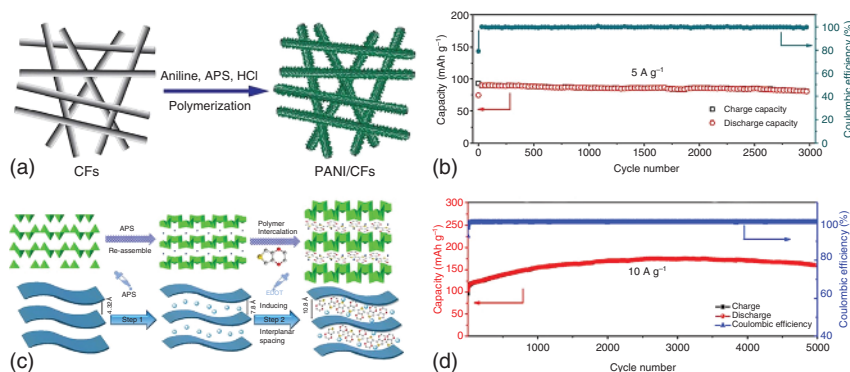 (a)
CFs
Aniline, APS, HCl
Polymerization
PANI/CFs
(b)
Capacity (mAh g⁻¹)
200
150
100
50
0
5 A g⁻¹
Charge capacity
Discharge capacity
0 500 1000 1500 2000 2500 3000
Cycle number
100
80
60
40
20
0
Coulombic efficiency (%)
(c)
APS
Re-assemble
Polymer
Intercalation
APS
EDOT
4.32 Å
Step 1
7.8 Å
Inducing
Step 2
Interplanar
spacing
10.8 Å
(d)
Capacity (mAh g⁻¹)
300
250
200
150
100
50
0
10 A g⁻¹
Charge
Discharge
Coulombic efficiency
1000 2000 3000 4000 5000
Cycle number
100
80
60
40
Coulombic efficiency (%)